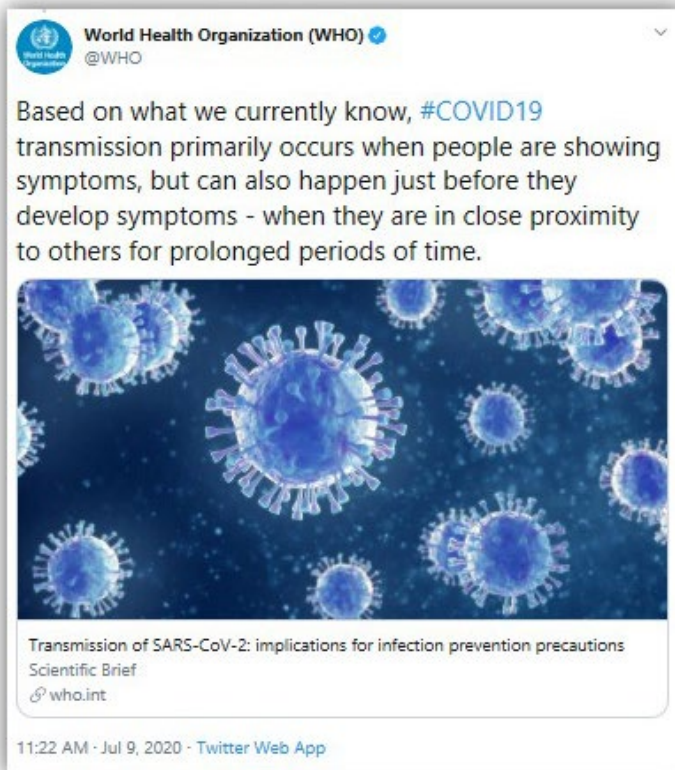 World Health Organization (WHO)
@WHO
Based on what we currently know, #COVID19
transmission primarily occurs when people are showing
symptoms, but can also happen just before they
develop symptoms - when they are in close proximity
to others for prolonged periods of time.
Transmission of SARS-CoV-2: implications for infection prevention precautions
Scientific Brief
who.int
11:22 AM · Jul 9, 2020 · Twitter Web App